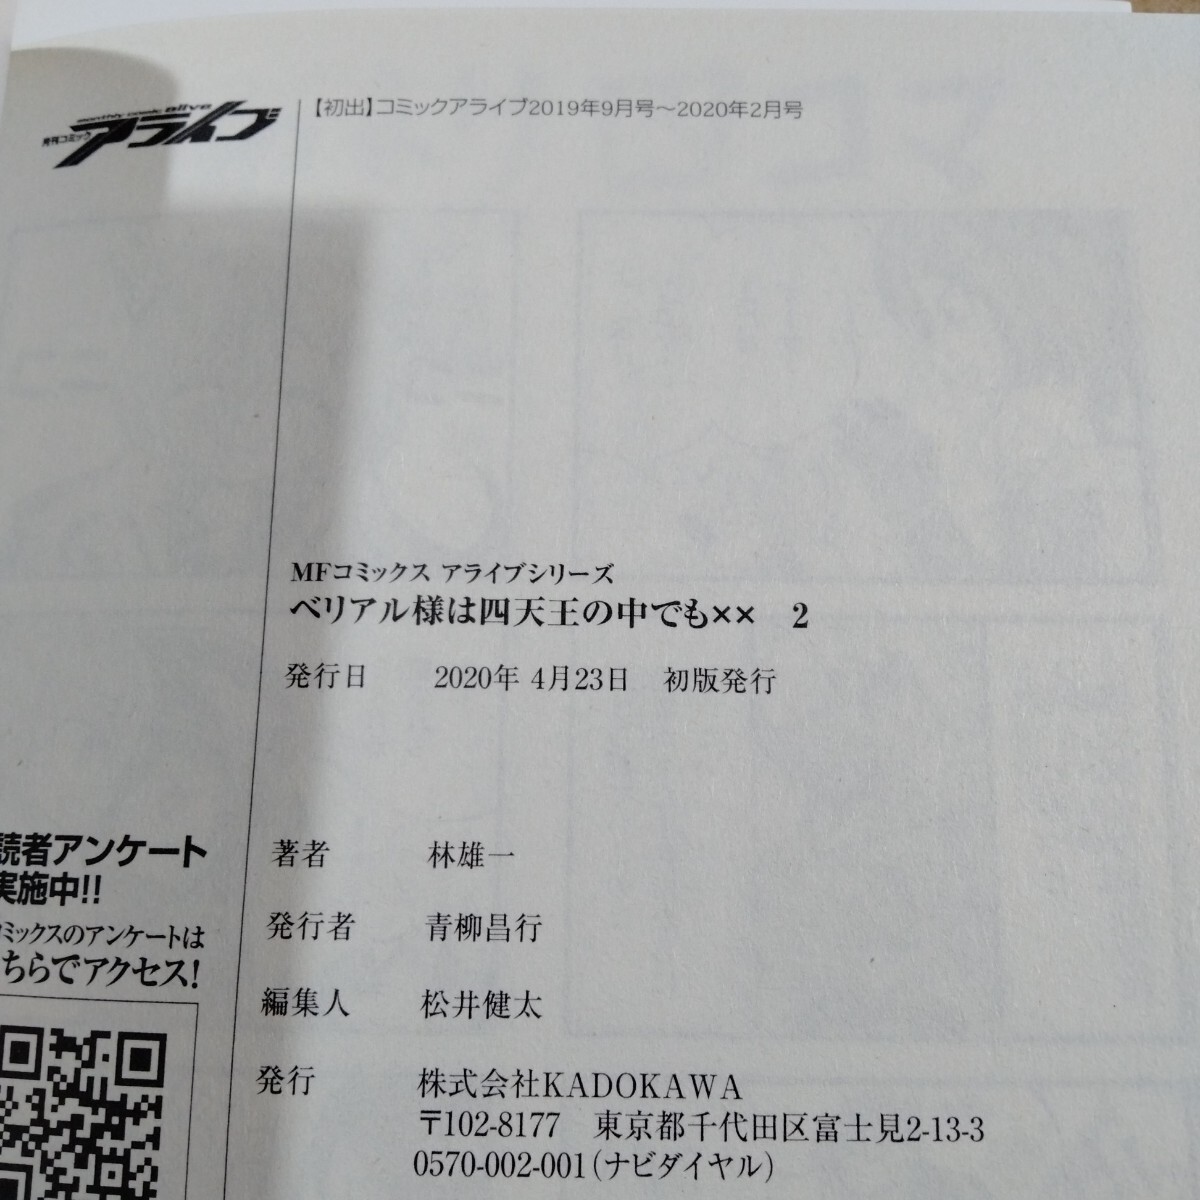 monthly comic alive
月刊コミック
アライブ
【初出】コミックアライブ2019年9月号～2020年2月号
MFコミックス アライブシリーズ
ベリアル様は四天王の中でも×× 2
発行日 2020年 4月23日 初版発行
著者 林雄一
発行者 青柳昌行
編集人 松井健太
発行 株式会社KADOKAWA
〒102-8177 東京都千代田区富士見2-13-3
0570-002-001(ナビダイヤル)
読者アンケート
実施中!!
コミックスのアンケートは
こちらでアクセス!